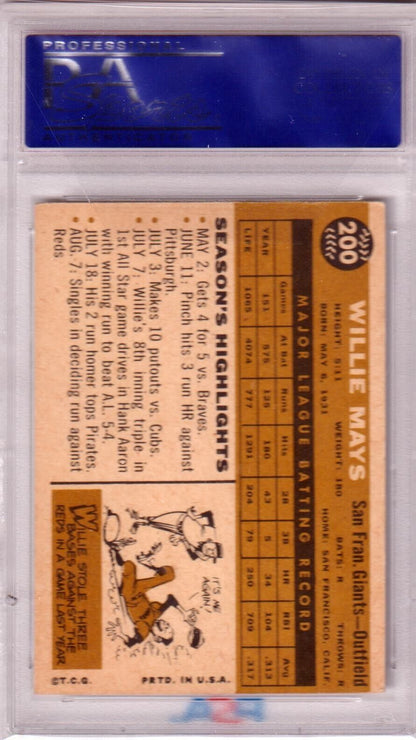 PROFESSIONAL
PSA
200
WILLIE MAYS
San Fran. Giants—Outfield
HEIGHT: 5:11 WEIGHT: 180 BATS: R THROWS: R
BORN: MAY 6, 1931 HOME: SAN FRANCISCO, CALIF.
MAJOR LEAGUE BATTING RECORD
Games At Bat Runs Hits 2B 3B HR RBI Avg.
YEAR 151 575 125 180 43 5 34 104 .313
LIFE 1065 4074 777 1291 204 79 250 709 .317
SEASON'S HIGHLIGHTS
• MAY 2: Gets 4 for 5 vs. Braves.
• JUNE 11: Pinch hits 3 run HR against
Pittsburgh.
• JULY 3: Makes 10 putouts vs. Cubs.
• JULY 7: Willie's 8th inning triple in
1st All Star game drives in Hank Aaron
with winning run to beat A.L. 5-4.
• JULY 18: His 2 run homer tops Pirates.
• AUG. 7: Singles in deciding run against
Reds.
IT'S ME
AGAIN!
WILLIE STOLE THREE
BASES AGAINST THE
REDS IN A GAME LAST YEAR
©T.C.G. PRTD. IN U.S.A.